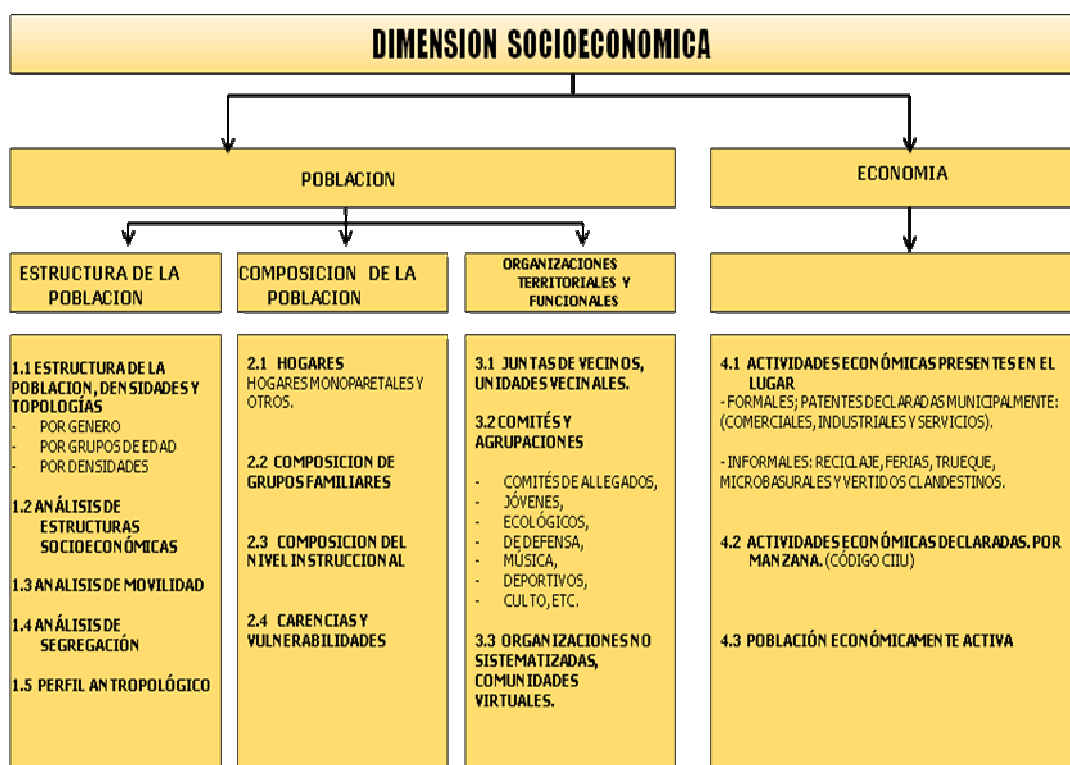 DIMENSION SOCIOECONOMICA
POBLACION
ECONOMIA
ESTRUCTURA DE LA
POBLACION
COMPOSICION DE LA
POBLACION
ORGANIZACIONES
TERRITORIALES Y
FUNCIONALES
1.1 ESTRUCTURA DE LA
POBLACION, DENSIDADES Y
TOPOLOGÍAS
- POR GENERO
- POR GRUPOS DE EDAD
- POR DENSIDADES
1.2 ANÁLISIS DE
ESTRUCTURAS
SOCIOECONÓMICAS
1.3 ANALISIS DE MOVILIDAD
1.4 ANÁLISIS DE
SEGREGACIÓN
1.5 PERFIL ANTROPOLÓGICO
2.1 HOGARES
HOGARES MONOPARETALES Y
OTROS.
2.2 COMPOSICION DE
GRUPOS FAMILIARES
2.3 COMPOSICION DEL
NIVEL INSTRUCCIONAL
2.4 CARENCIAS Y
VULNERABILIDADES
3.1 JUNTAS DE VECINOS,
UNIDADES VECINALES.
3.2 COMITÉS Y
AGRUPACIONES
- COMITÉS DE ALLEGADOS,
- JÓVENES,
- ECOLÓGICOS,
- DE DEFENSA,
- MÚSICA,
- DEPORTIVOS,
- CULTO, ETC.
3.3 ORGANIZACIONES NO
SISTEMATIZADAS,
COMUNIDADES
VIRTUALES.
4.1 ACTIVIDADES ECONÓMICAS PRESENTES EN EL
LUGAR
- FORMALES; PATENTES DECLARADAS MUNICIPALMENTE:
(COMERCIALES, INDUSTRIALES Y SERVICIOS).
- INFORMALES: RECICLAJE, FERIAS, TRUEQUE,
MICROBASURALES Y VERTIDOS CLANDESTINOS.
4.2 ACTIVIDADES ECONÓMICAS DECLARADAS. POR
MANZANA. (CÓDIGO CIIU)
4.3 POBLACIÓN ECONÓMICAMENTE ACTIVA